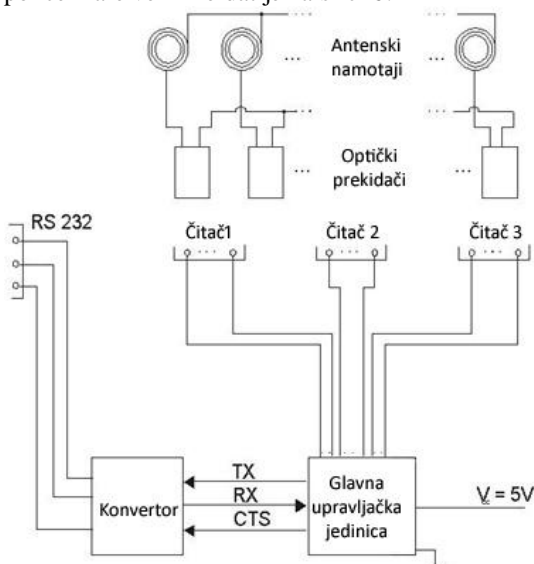 Antenski
namotaji
Optički
prekidači
RS 232
Čitač1
Čitač 2
Čitač 3
TX
RX
CTS
Konvertor
Glavna
upravljačka
jedinica
V = 5V